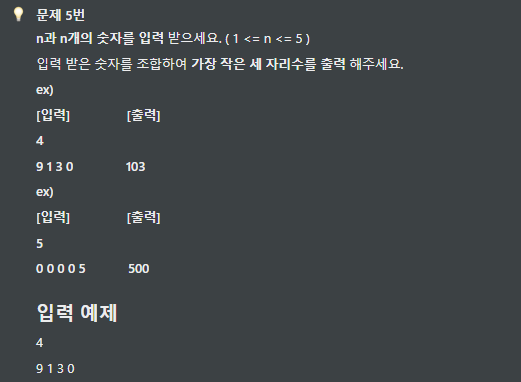 문제 5번
n과 n개의 숫자를 입력 받으세요. ( 1 <= n <= 5 )
입력 받은 숫자를 조합하여 가장 작은 세 자리수를 출력 해주세요.
ex)
[입력] [출력]
4
9 1 3 0 103
ex)
[입력] [출력]
5
0 0 0 0 5 500
입력 예제
4
9 1 3 0